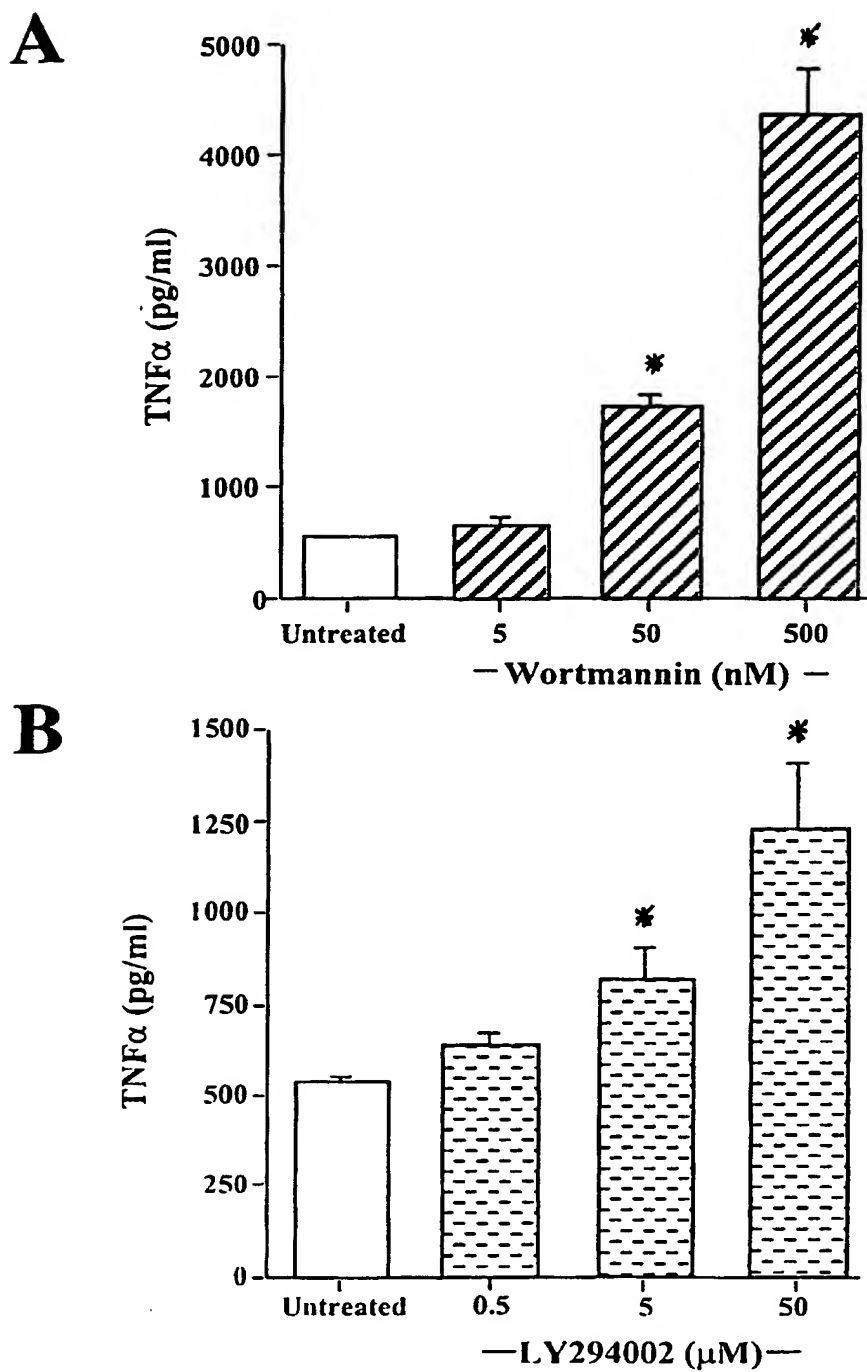 A
TNFα (pg/ml)
5000
4000
3000
2000
1000
0
*
*
Untreated 5 50 500
— Wortmannin (nM) —
B
TNFα (pg/ml)
1500
1250
1000
750
500
250
0
*
*
Untreated 0.5 5 50
—LY294002 (μM)—